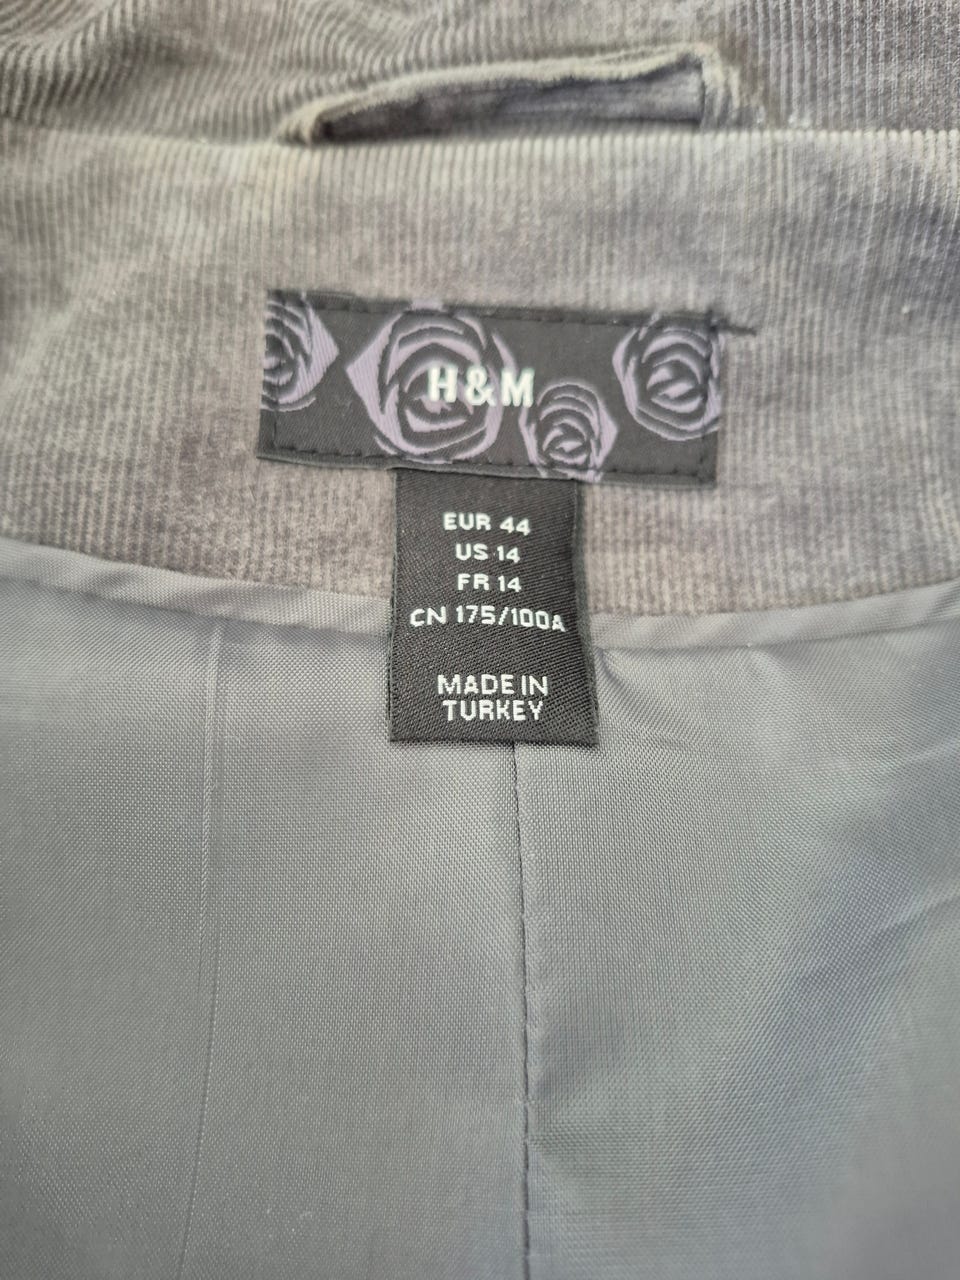 H&M
EUR 44
US 14
FR 14
CN 175/100A
MADE IN
TURKEY